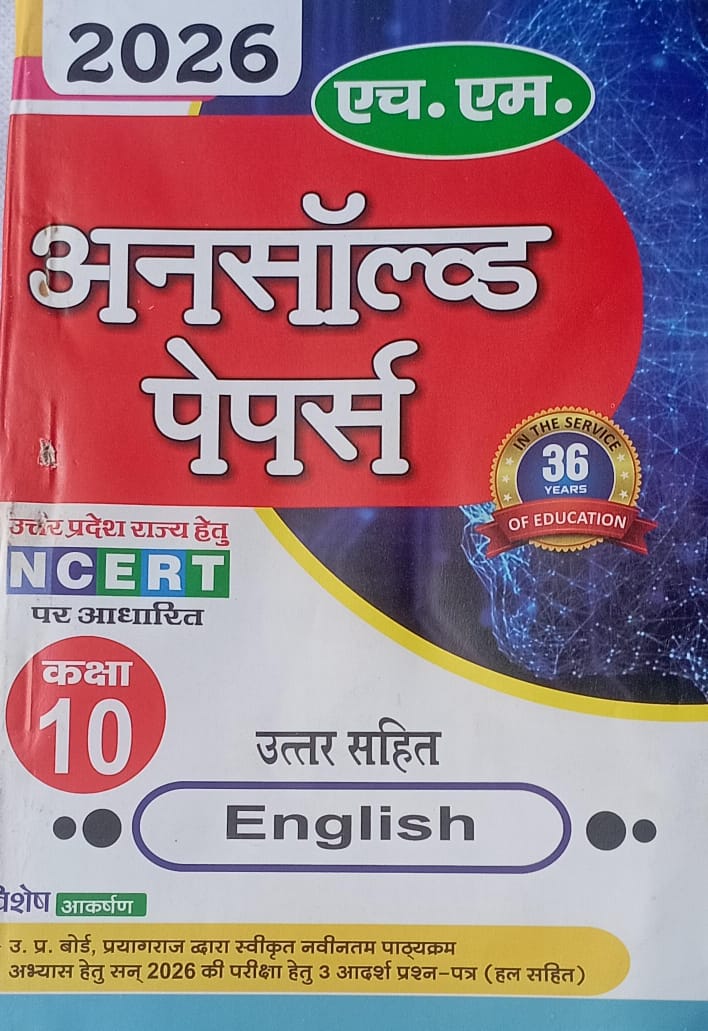 2026
एच. एम.
अनसॉल्व्ड
पेपर्स
IN THE SERVICE
36
YEARS
OF EDUCATION
उत्तर प्रदेश राज्य हेतु
NCERT
पर आधारित
कक्षा
10
उत्तर सहित
English
विशेष आकर्षण
उ. प्र. बोर्ड, प्रयागराज द्वारा स्वीकृत नवीनतम पाठ्यक्रम
अभ्यास हेतु सन् 2026 की परीक्षा हेतु 3 आदर्श प्रश्न-पत्र (हल सहित)